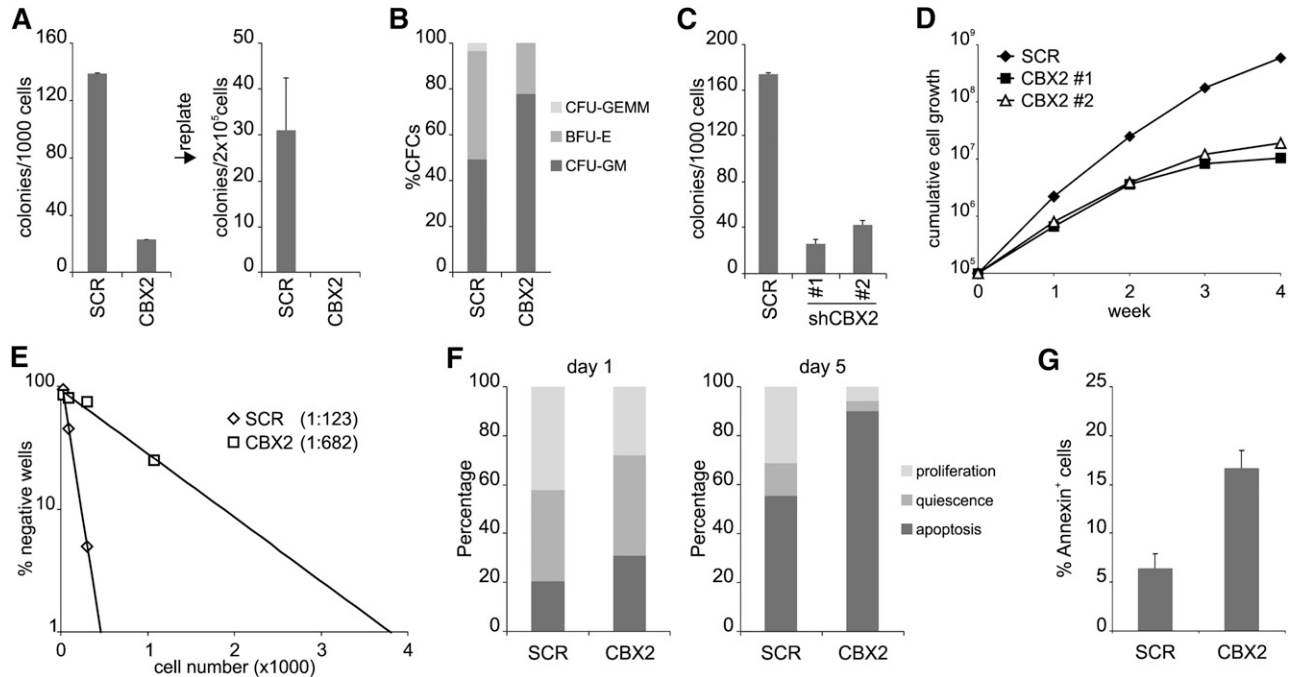 A
colonies/1000 cells
160
120
80
40
0
SCR
CBX2
replate
colonies/2x10⁵cells
50
40
30
20
10
0
SCR
CBX2
B
%CFCs
100
80
60
40
20
0
SCR
CBX2
CFU-GEMM
BFU-E
CFU-GM
C
colonies/1000 cells
200
160
120
80
40
0
SCR
#1
#2
shCBX2
D
cumulative cell growth
10⁹
10⁸
10⁷
10⁶
10⁵
SCR
CBX2 #1
CBX2 #2
0
1
2
3
4
week
E
% negative wells
100
10
1
SCR (1:123)
CBX2 (1:682)
0
1
2
3
4
cell number (x1000)
F
day 1
Percentage
100
80
60
40
20
0
SCR
CBX2
day 5
Percentage
100
80
60
40
20
0
SCR
CBX2
proliferation
quiescence
apoptosis
G
% Annexin⁺ cells
25
20
15
10
5
0
SCR
CBX2